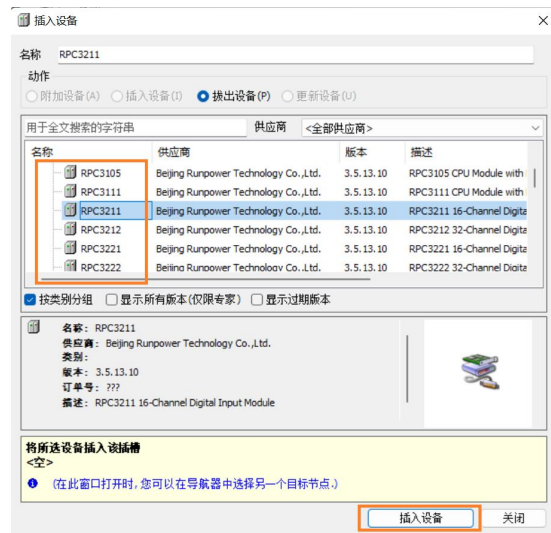 插入设备
名称 RPC3211
动作
附加设备(A) 插入设备(I) 拔出设备(P) 更新设备(U)
用于全文搜索的字符串 供应商 <全部供应商>
名称 供应商 版本 描述
RPC3105 Beijing Runpower Technology Co.,Ltd. 3.5.13.10 RPC3105 CPU Module with
RPC3111 Beijing Runpower Technology Co.,Ltd. 3.5.13.10 RPC3111 CPU Module with
RPC3211 Beijing Runpower Technology Co.,Ltd. 3.5.13.10 RPC3211 16-Channel Digita
RPC3212 Beijing Runpower Technology Co.,Ltd. 3.5.13.10 RPC3212 32-Channel Digita
RPC3221 Beijing Runpower Technology Co.,Ltd. 3.5.13.10 RPC3221 16-Channel Digita
RPC3222 Beijing Runpower Technology Co.,Ltd. 3.5.13.10 RPC3222 32-Channel Digita
按类别分组 显示所有版本(仅限专家) 显示过期版本
名称: RPC3211
供应商: Beijing Runpower Technology Co.,Ltd.
类别:
版本: 3.5.13.10
订单号: ???
描述: RPC3211 16-Channel Digital Input Module
将所选设备插入该插槽
<空>
(在此窗口打开时,您可以在导航器中选择另一个目标节点.)
插入设备 关闭